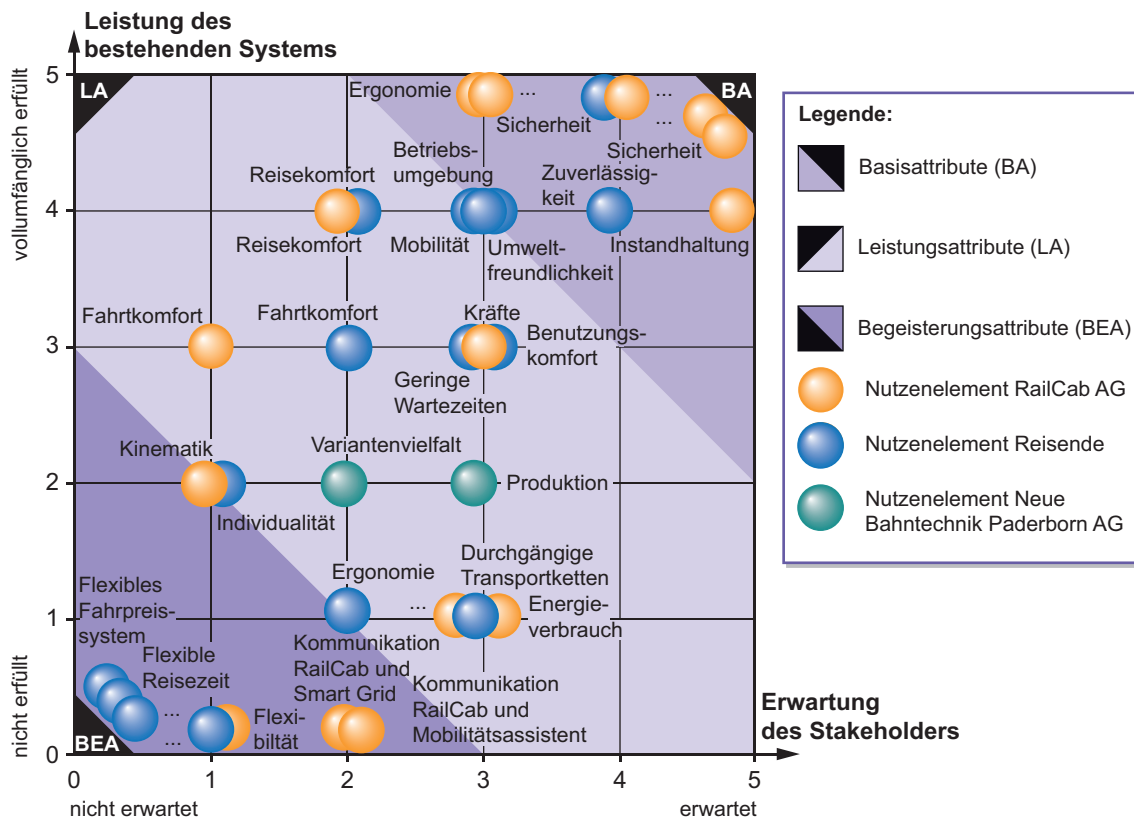 Leistung des
bestehenden Systems
vollumfänglich erfüllt
nicht erfüllt
5
4
3
2
1
0
LA
BA
BEA
Ergonomie
...
...
...
Sicherheit
Sicherheit
Betriebs-
umgebung
Zuverlässig-
keit
Reisekomfort
Reisekomfort
Mobilität
Umwelt-
freundlichkeit
Instandhaltung
Fahrtkomfort
Fahrtkomfort
Kräfte
Benutzungs-
komfort
Geringe
Wartezeiten
Kinematik
Variantenvielfalt
Produktion
Individualität
Durchgängige
Transportketten
Ergonomie
...
Energie-
verbrauch
Flexibles
Fahrpreis-
system
Flexible
Reisezeit
...
...
Flexi-
biltät
Kommunikation
RailCab und
Smart Grid
Kommunikation
RailCab und
Mobilitätsassistent
Erwartung
des Stakeholders
0
1
2
3
4
5
nicht erwartet
erwartet
Legende:
Basisattribute (BA)
Leistungsattribute (LA)
Begeisterungsattribute (BEA)
Nutzenelement RailCab AG
Nutzenelement Reisende
Nutzenelement Neue
Bahntechnik Paderborn AG